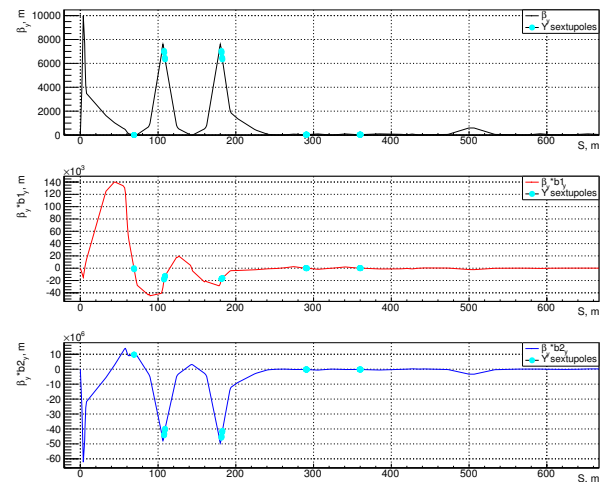 β_y, m
10000
8000
6000
4000
2000
0
0 100 200 300 400 500 600
S, m
β_y
Y sextupoles
×10³
β_y*b1_y, m
140
120
100
80
60
40
20
0
-20
-40
0 100 200 300 400 500 600
S, m
β_y*b1_y
Y sextupoles
×10⁶
β_y*b2_y, m
10
0
-10
-20
-30
-40
-50
-60
0 100 200 300 400 500 600
S, m
β_y*b2_y
Y sextupoles